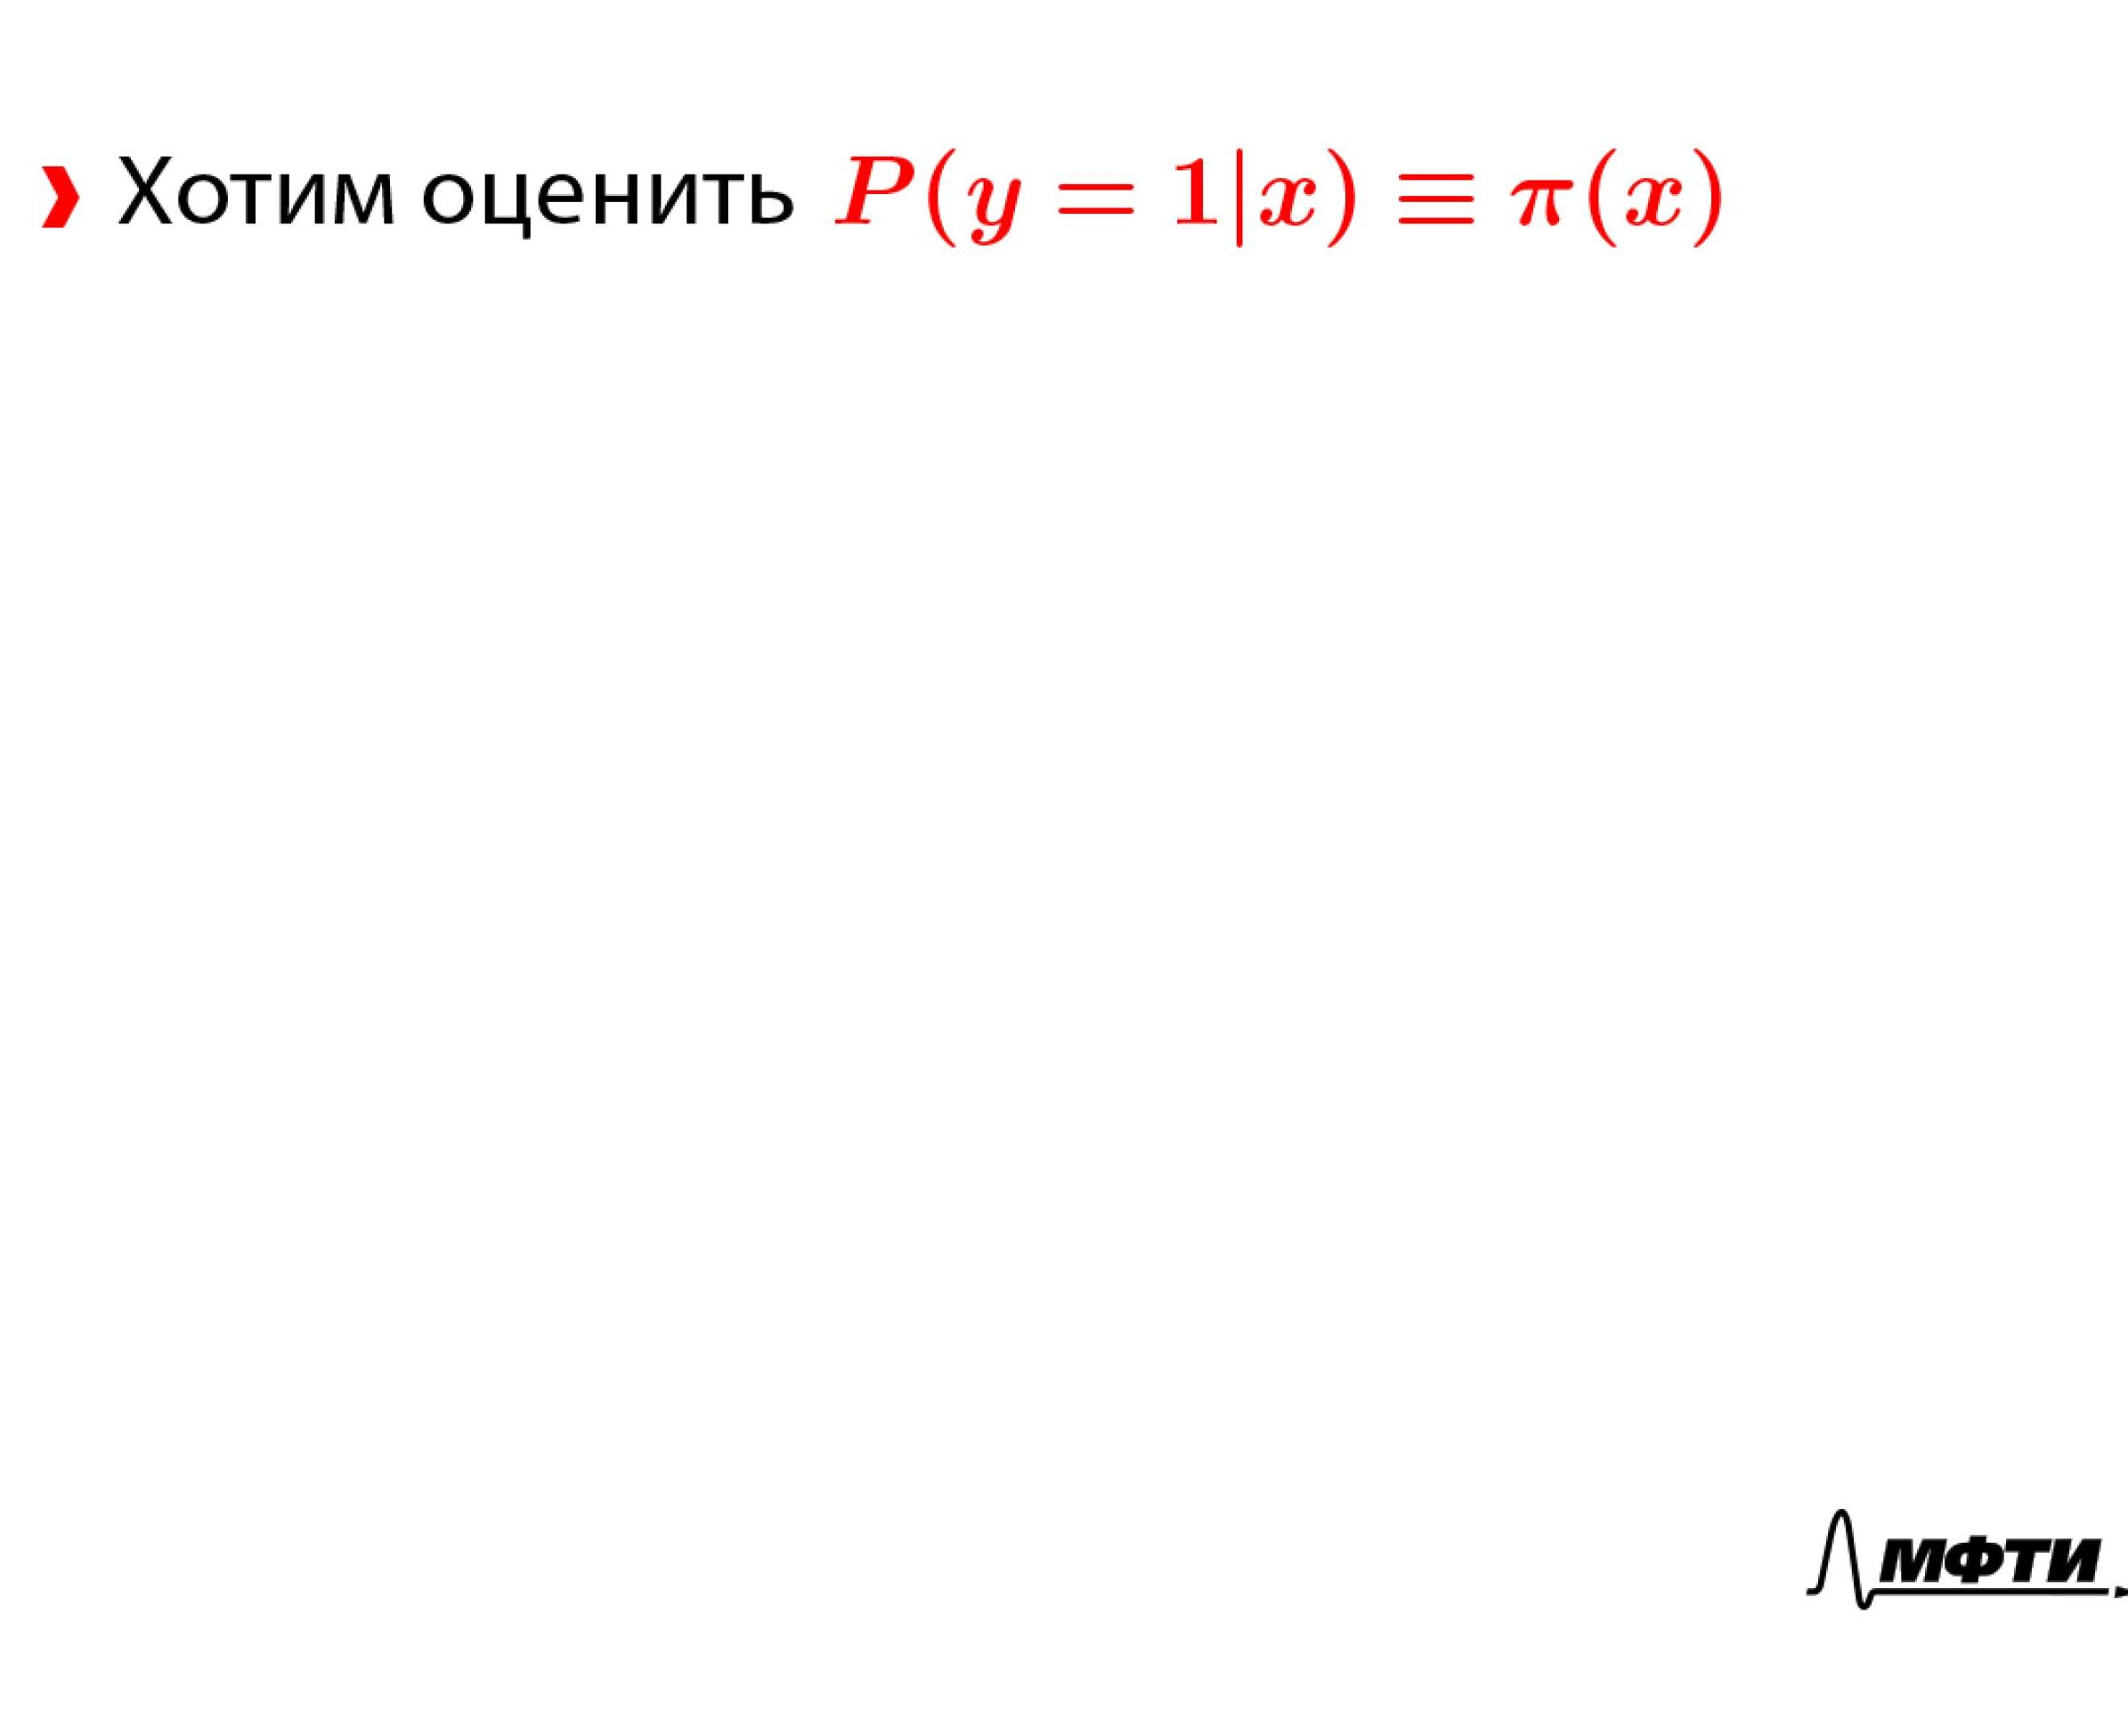 ❯ Хотим оценить P(y = 1|x) ≡ π(x)
МФТИ